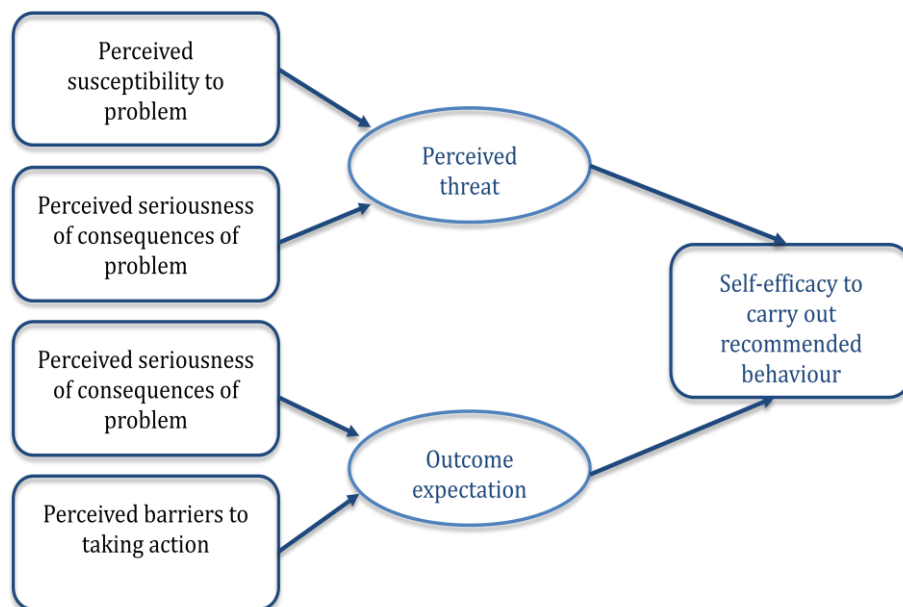 Perceived
susceptibility to
problem
Perceived seriousness
of consequences of
problem
Perceived seriousness
of consequences of
problem
Perceived barriers to
taking action
Perceived
threat
Outcome
expectation
Self-efficacy to
carry out
recommended
behaviour